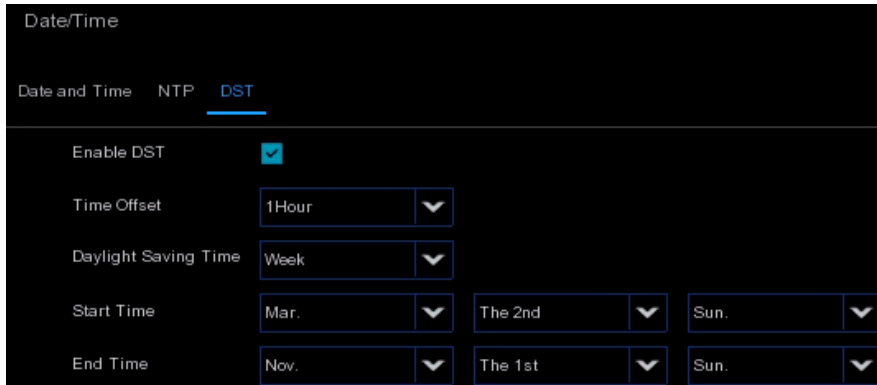 Date/Time
Date and Time NTP DST
Enable DST
Time Offset 1Hour
Daylight Saving Time Week
Start Time Mar. The 2nd Sun.
End Time Nov. The 1st Sun.